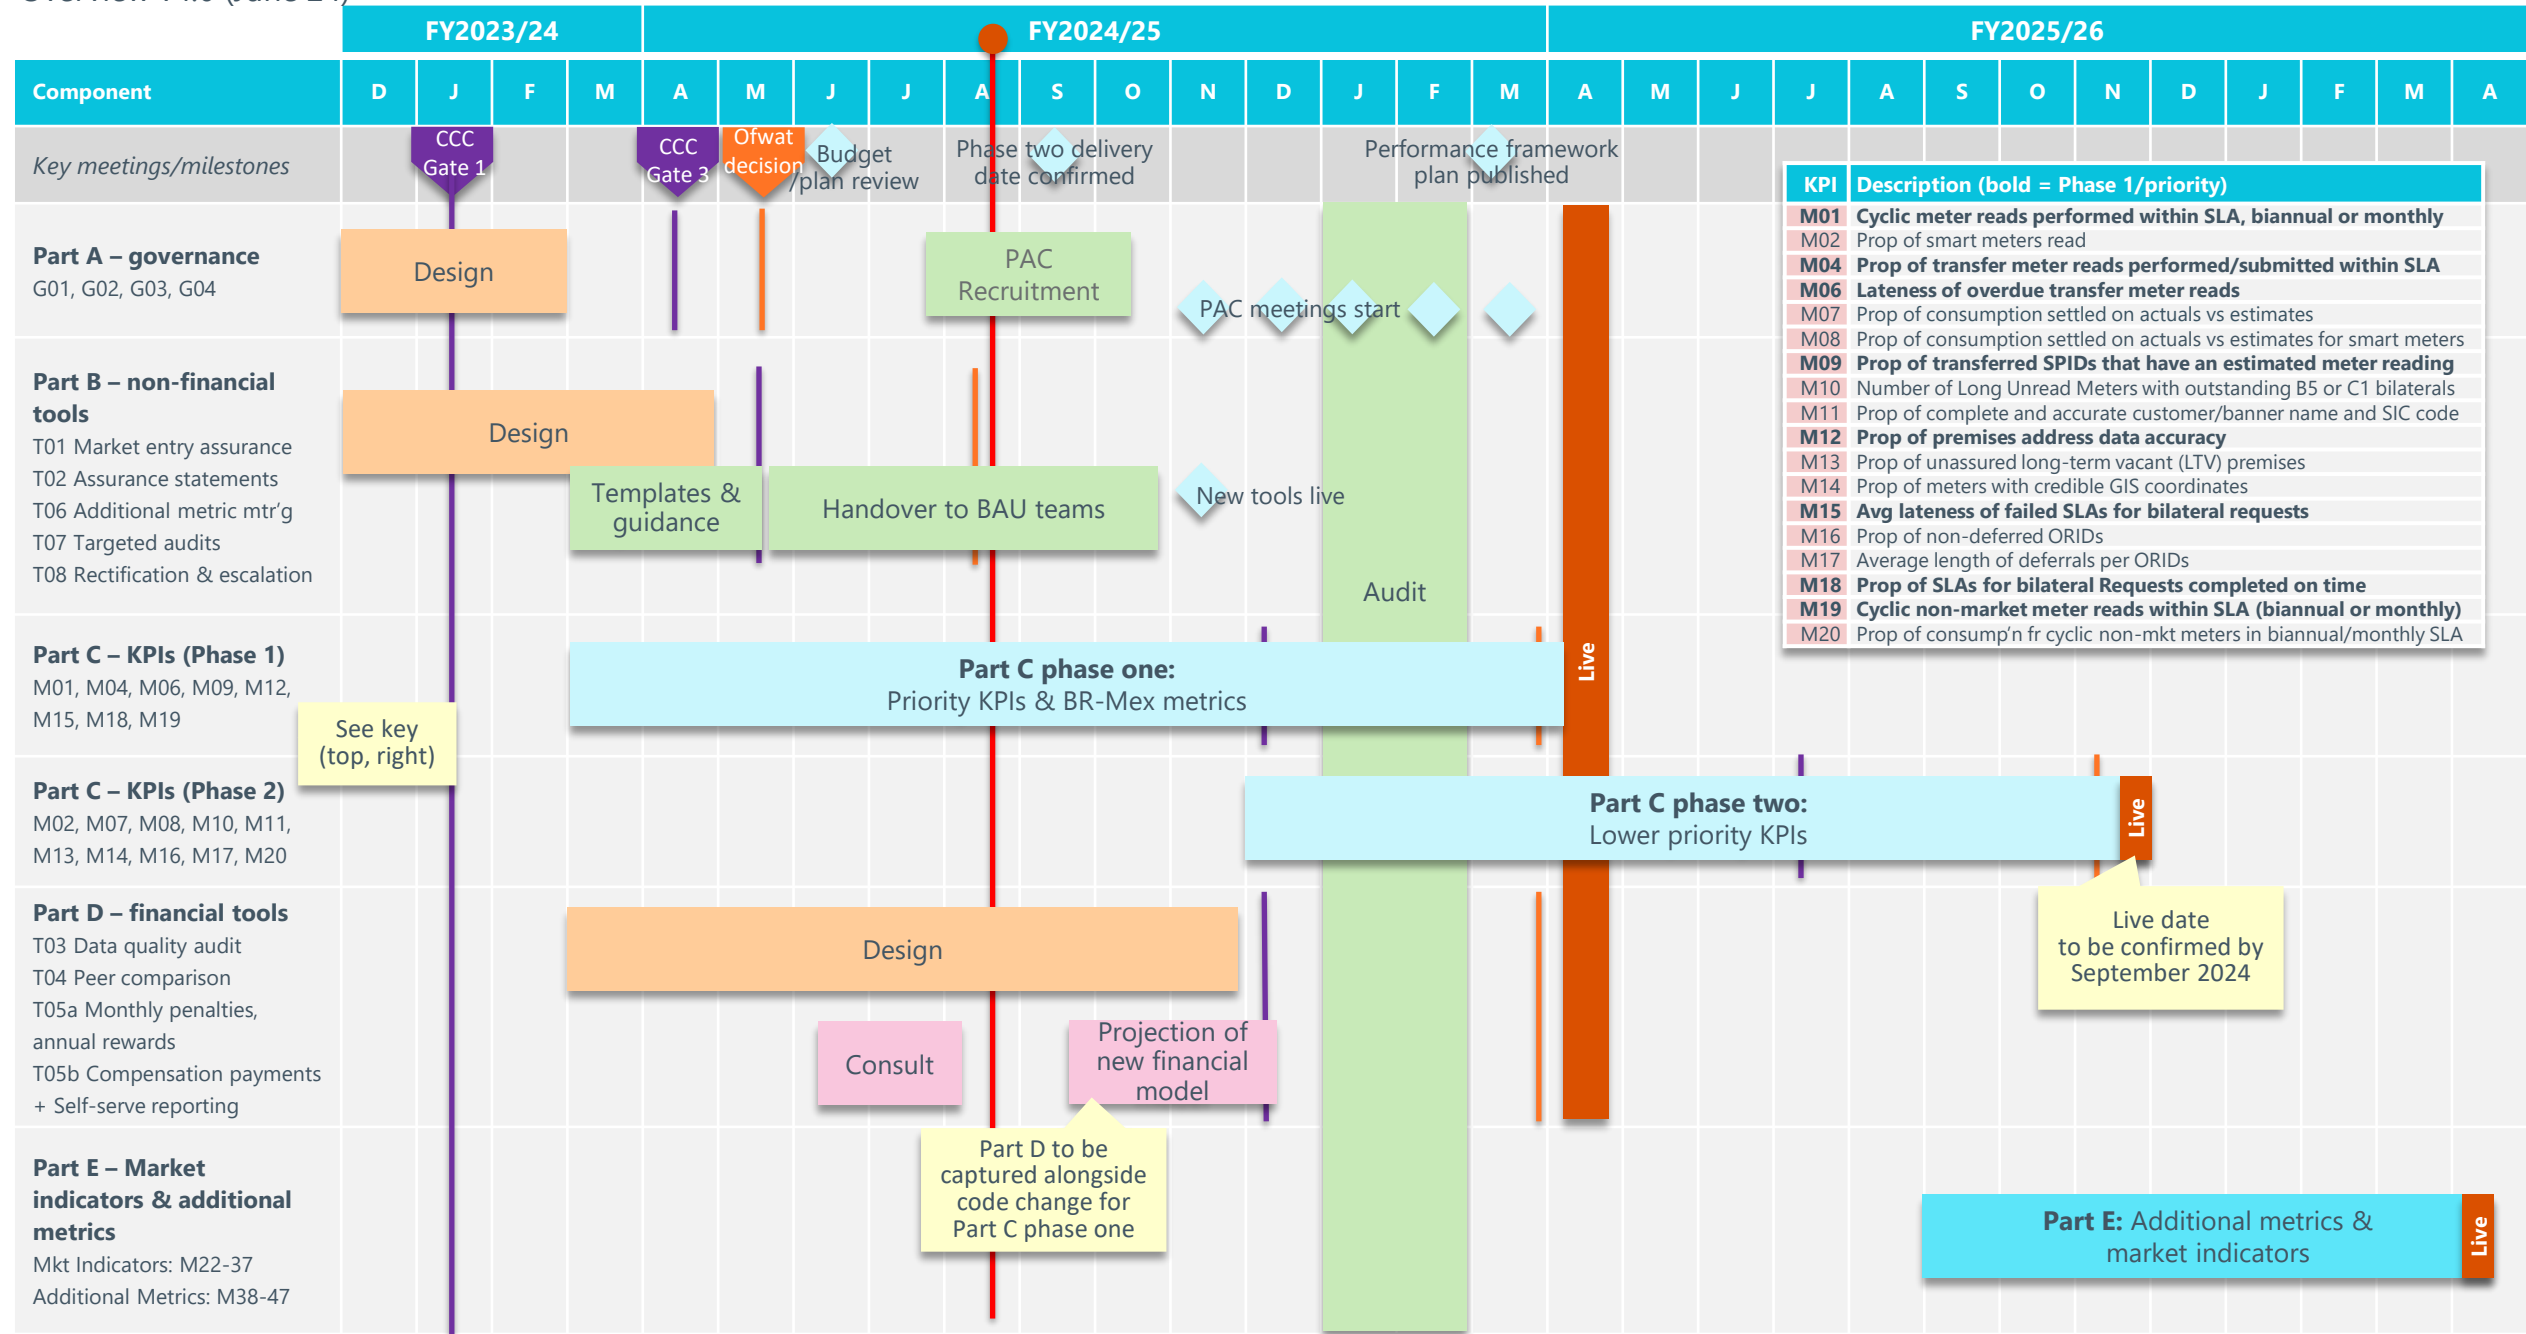 FY2023/24 FY2024/25 FY2025/26
Component D J F M A M J J A S O N D J F M A M J J A S O N D J F M A
Key meetings/milestones
CCC
Gate 1
CCC
Gate 3
Ofwat
decision
Budget
/plan review
Phase two delivery
date confirmed
Performance framework
plan published
KPI Description (bold = Phase 1/priority)
M01 Cyclic meter reads performed within SLA, biannual or monthly
M02 Prop of smart meters read
M04 Prop of transfer meter reads performed/submitted within SLA
M06 Lateness of overdue transfer meter reads
M07 Prop of consumption settled on actuals vs estimates
M08 Prop of consumption settled on actuals vs estimates for smart meters
M09 Prop of transferred SPIDs that have an estimated meter reading
M10 Number of Long Unread Meters with outstanding B5 or C1 bilaterals
M11 Prop of complete and accurate customer/banner name and SIC code
M12 Prop of premises address data accuracy
M13 Prop of unassured long-term vacant (LTV) premises
M14 Prop of meters with credible GIS coordinates
M15 Avg lateness of failed SLAs for bilateral requests
M16 Prop of non-deferred ORIDs
M17 Average length of deferrals per ORIDs
M18 Prop of SLAs for bilateral Requests completed on time
M19 Cyclic non-market meter reads within SLA (biannual or monthly)
M20 Prop of consump'n fr cyclic non-mkt meters in biannual/monthly SLA
Part A – governance
G01, G02, G03, G04
Design
PAC
Recruitment
PAC meetings start
Part B – non-financial
tools
T01 Market entry assurance
T02 Assurance statements
T06 Additional metric mtr'g
T07 Targeted audits
T08 Rectification & escalation
Design
Templates &
guidance
Handover to BAU teams
New tools live
Audit
Live
Part C – KPIs (Phase 1)
M01, M04, M06, M09, M12,
M15, M18, M19
See key
(top, right)
Part C phase one:
Priority KPIs & BR-Mex metrics
Part C – KPIs (Phase 2)
M02, M07, M08, M10, M11,
M13, M14, M16, M17, M20
Part C phase two:
Lower priority KPIs
Live
Live date
to be confirmed by
September 2024
Part D – financial tools
T03 Data quality audit
T04 Peer comparison
T05a Monthly penalties,
annual rewards
T05b Compensation payments
+ Self-serve reporting
Design
Consult
Projection of
new financial
model
Part D to be
captured alongside
code change for
Part C phase one
Part E – Market
indicators & additional
metrics
Mkt Indicators: M22-37
Additional Metrics: M38-47
Part E: Additional metrics &
market indicators
Live